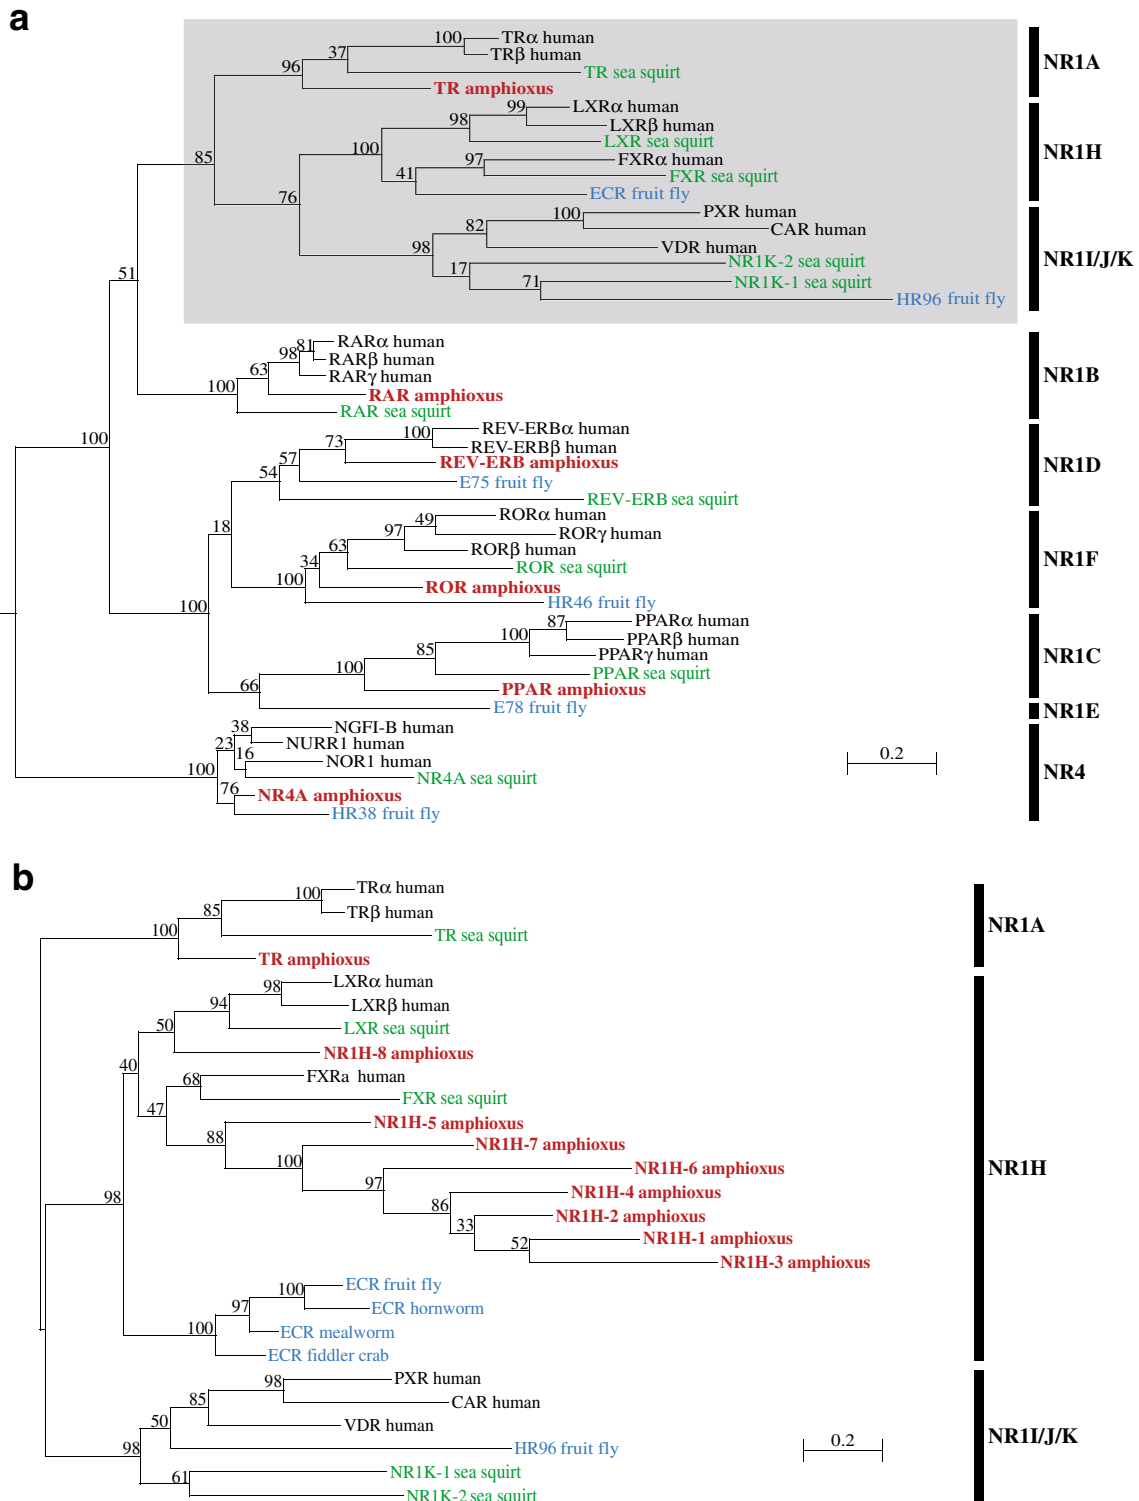 a
100
TRα human
TRβ human
37
96
TR sea squirt
TR amphioxus
NR1A
99
LXRα human
98
LXRβ human
LXR sea squirt
100
97
FXRα human
41
FXR sea squirt
ECR fruit fly
NR1H
85
76
100
PXR human
82
CAR human
98
VDR human
17
NR1K-2 sea squirt
71
NR1K-1 sea squirt
HR96 fruit fly
NR1I/J/K
51
81
RARα human
98
RARβ human
63
RARγ human
100
RAR amphioxus
RAR sea squirt
NR1B
100
100
REV-ERBα human
73
REV-ERBβ human
57
REV-ERB amphioxus
54
E75 fruit fly
REV-ERB sea squirt
NR1D
18
49
RORα human
97
RORγ human
63
RORβ human
34
ROR sea squirt
100
ROR amphioxus
HR46 fruit fly
NR1F
100
87
PPARα human
100
PPARβ human
85
PPARγ human
100
PPAR sea squirt
66
PPAR amphioxus
NR1C
E78 fruit fly
NR1E
38
NGFI-B human
23
NURR1 human
16
NOR1 human
100
NR4A sea squirt
76
NR4A amphioxus
HR38 fruit fly
NR4
0.2
b
100
TRα human
85
TRβ human
100
TR sea squirt
TR amphioxus
NR1A
98
LXRα human
94
LXRβ human
50
LXR sea squirt
NR1H-8 amphioxus
40
68
FXRa human
47
FXR sea squirt
88
NR1H-5 amphioxus
100
NR1H-7 amphioxus
97
NR1H-6 amphioxus
86
NR1H-4 amphioxus
33
NR1H-2 amphioxus
52
NR1H-1 amphioxus
NR1H-3 amphioxus
NR1H
98
100
ECR fruit fly
97
ECR hornworm
100
ECR mealworm
ECR fiddler crab
98
PXR human
85
CAR human
50
VDR human
98
HR96 fruit fly
61
NR1K-1 sea squirt
NR1K-2 sea squirt
NR1I/J/K
0.2